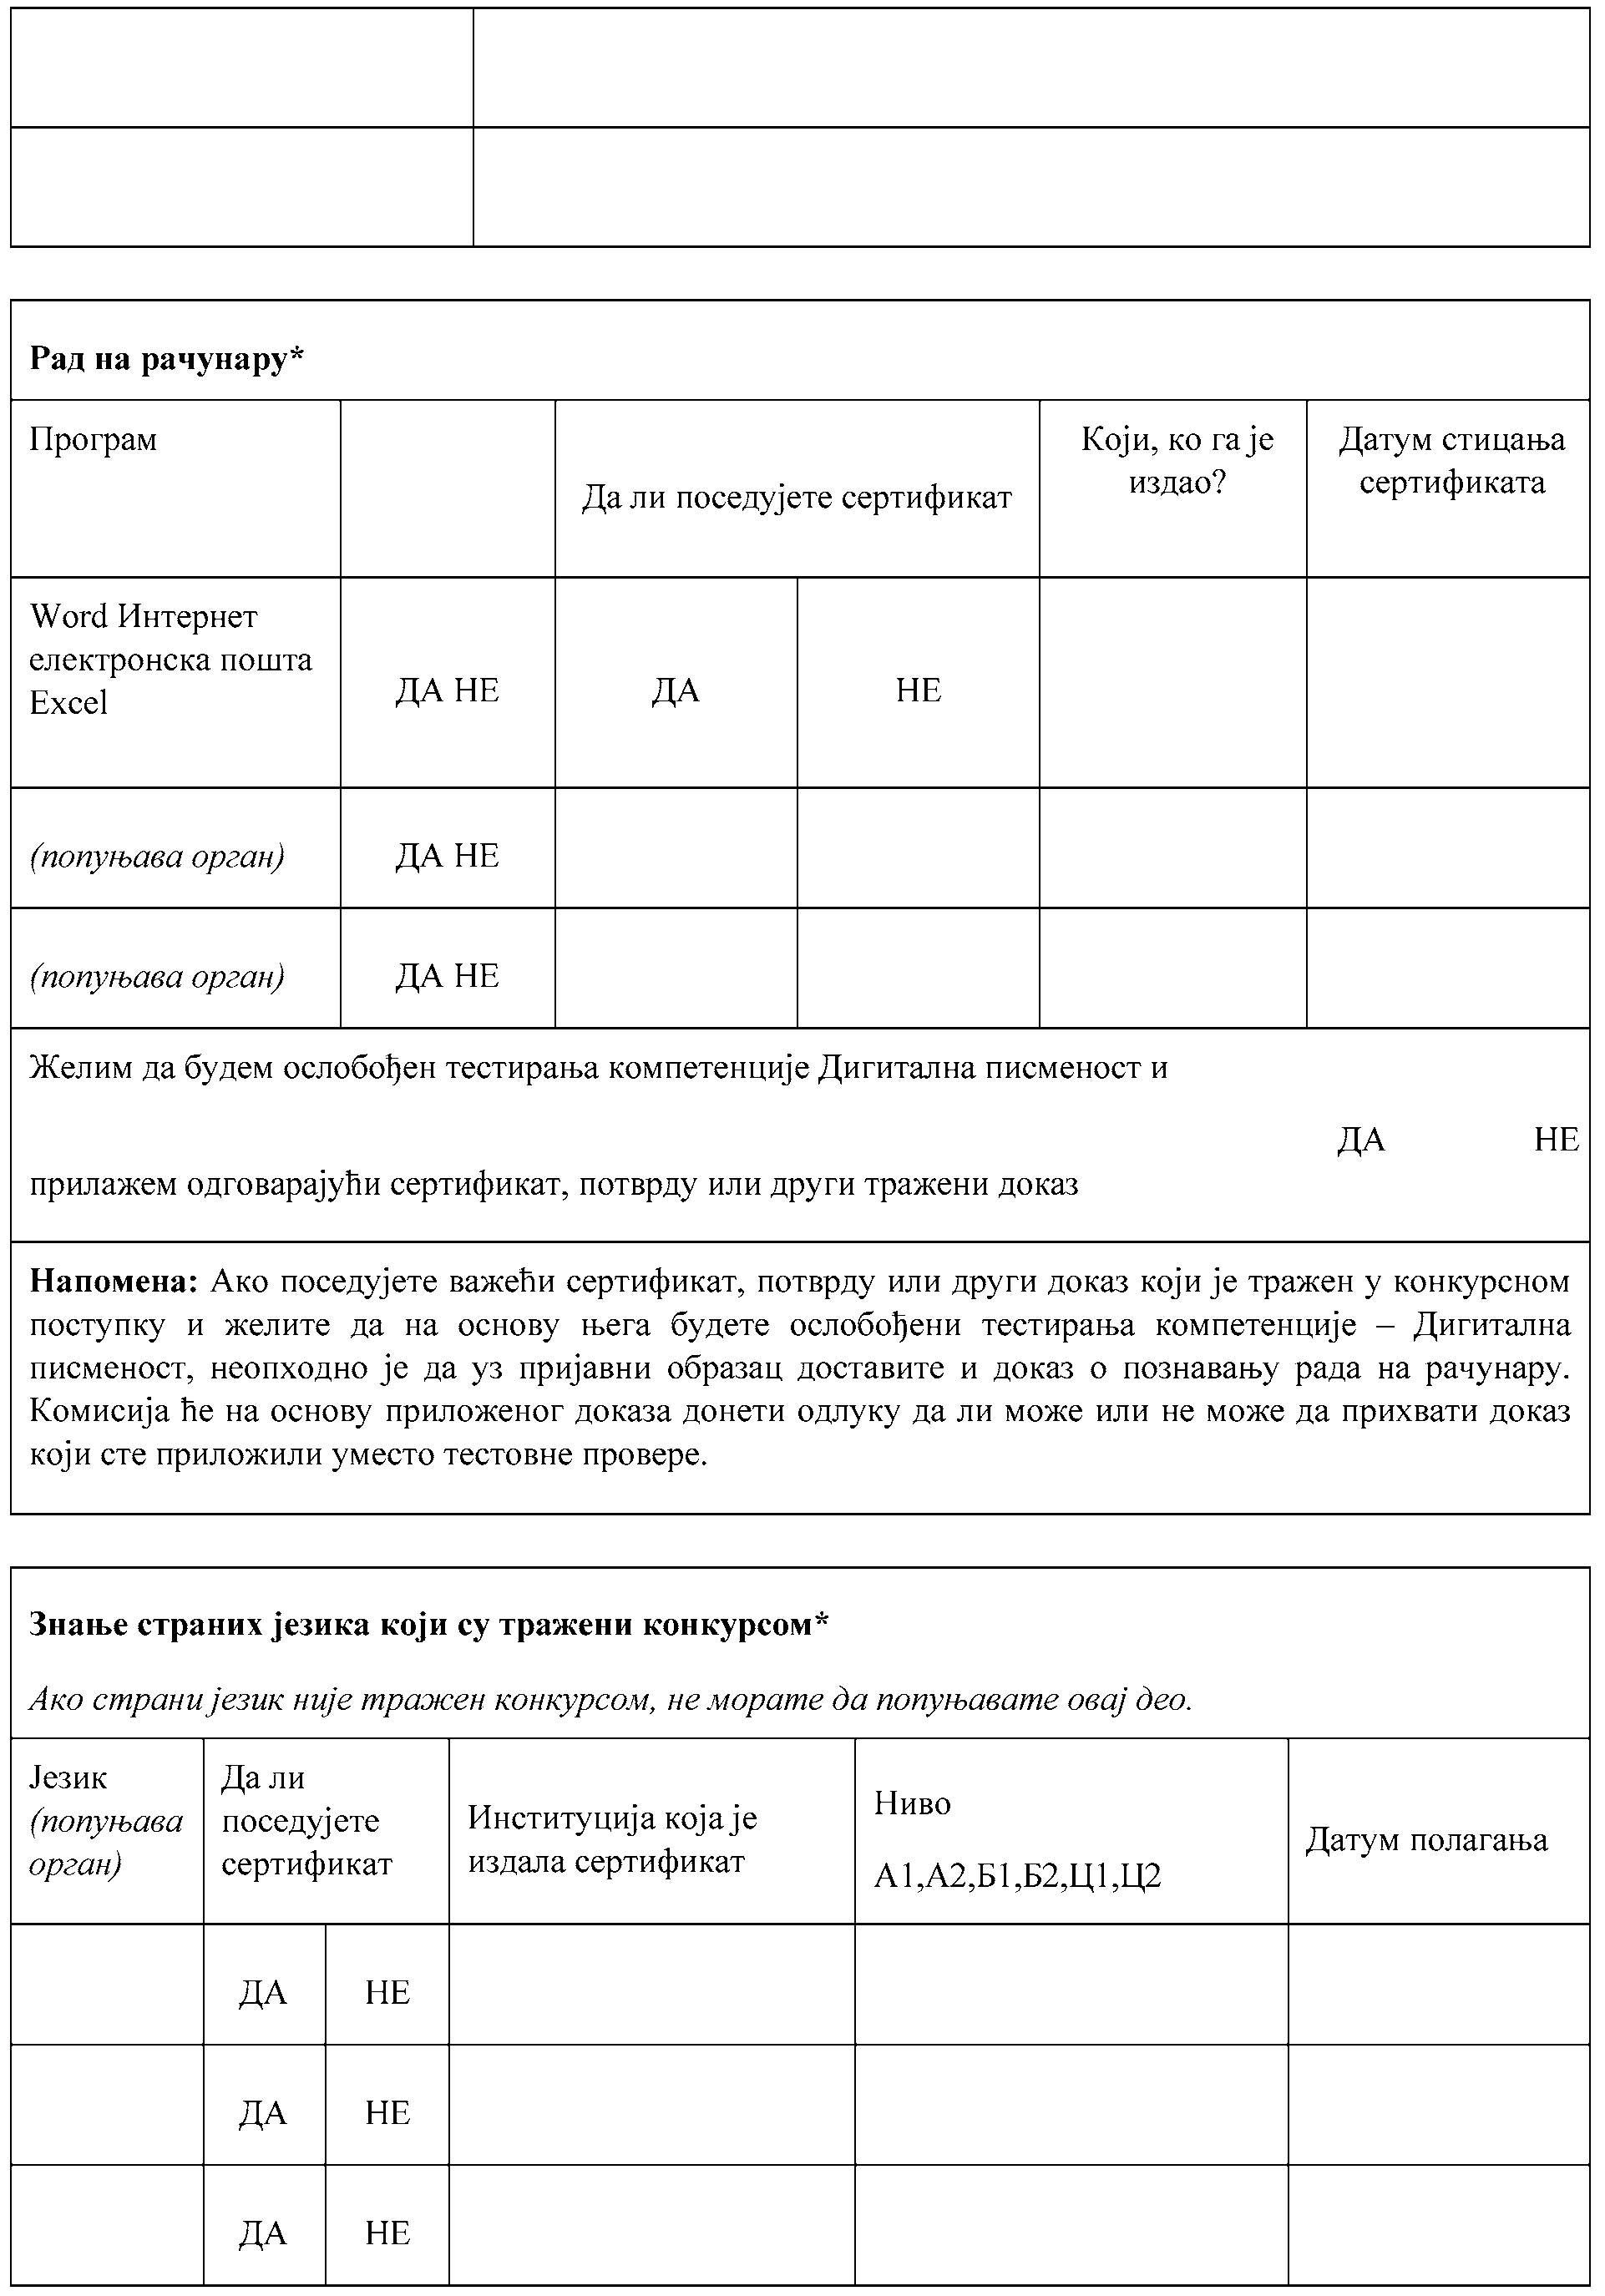 Рад на рачунару*
Програм
Да ли поседујете сертификат
Који, ко га је
издао?
Датум стицања
сертификата
Word Интернет
електронска пошта
Excel
ДА НЕ
ДА
НЕ
(попуњава орган)
ДА НЕ
(попуњава орган)
ДА НЕ
Желим да будем ослобођен тестирања компетенције Дигитална писменост и
ДА НЕ
прилажем одговарајући сертификат, потврду или други тражени доказ
Напомена: Ако поседујете важећи сертификат, потврду или други доказ који је тражен у конкурсном
поступку и желите да на основу њега будете ослобођени тестирања компетенције – Дигитална
писменост, неопходно је да уз пријавни образац доставите и доказ о познавању рада на рачунару.
Комисија ће на основу приложеног доказа донети одлуку да ли може или не може да прихвати доказ
који сте приложили уместо тестовне провере.
Знање страних језика који су тражени конкурсом*
Ако страни језик није тражен конкурсом, не морате да попуњавате овај део.
Језик
(попуњава
орган)
Да ли
поседујете
сертификат
Институција која је
издала сертификат
Ниво
А1,А2,Б1,Б2,Ц1,Ц2
Датум полагања
ДА
НЕ
ДА
НЕ
ДА
НЕ